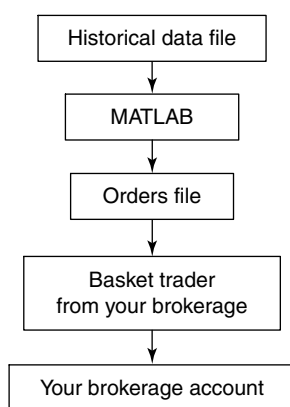 Historical data file
MATLAB
Orders file
Basket trader
from your brokerage
Your brokerage account